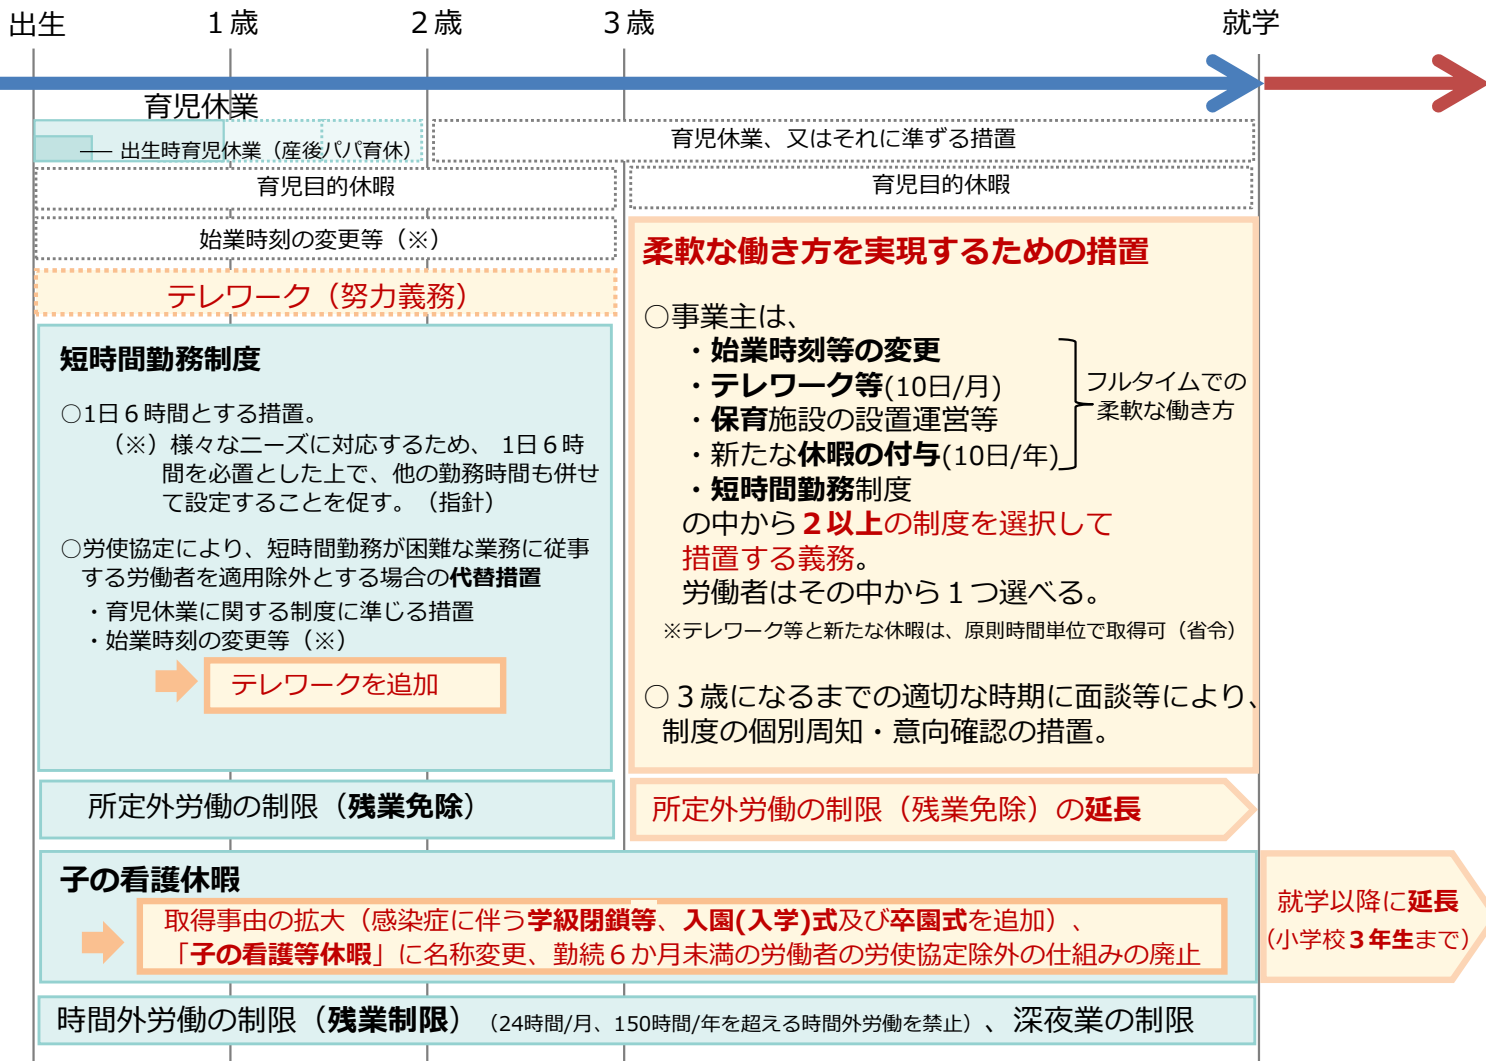 出生
１歳
２歳
３歳
就学
育児休業
出生時育児休業（産後パパ育休）
育児休業、又はそれに準ずる措置
育児目的休暇
育児目的休暇
始業時刻の変更等（※）
テレワーク（努力義務）
短時間勤務制度
○1日６時間とする措置。
（※）様々なニーズに対応するため、 1日６時
間を必置とした上で、他の勤務時間も併せ
て設定することを促す。（指針）
○労使協定により、短時間勤務が困難な業務に従事
する労働者を適用除外とする場合の代替措置
・育児休業に関する制度に準じる措置
・始業時刻の変更等（※）
テレワークを追加
柔軟な働き方を実現するための措置
○事業主は、
・始業時刻等の変更
・テレワーク等(10日/月)
・保育施設の設置運営等
・新たな休暇の付与(10日/年)
・短時間勤務制度
フルタイムでの
柔軟な働き方
の中から２以上の制度を選択して
措置する義務。
労働者はその中から１つ選べる。
※テレワーク等と新たな休暇は、原則時間単位で取得可（省令）
○３歳になるまでの適切な時期に面談等により、
制度の個別周知・意向確認の措置。
所定外労働の制限（残業免除）
所定外労働の制限（残業免除）の延長
子の看護休暇
取得事由の拡大（感染症に伴う学級閉鎖等、入園(入学)式及び卒園式を追加）、
「子の看護等休暇」に名称変更、勤続６か月未満の労働者の労使協定除外の仕組みの廃止
就学以降に延長
（小学校３年生まで）
時間外労働の制限（残業制限）（24時間/月、150時間/年を超える時間外労働を禁止）、深夜業の制限